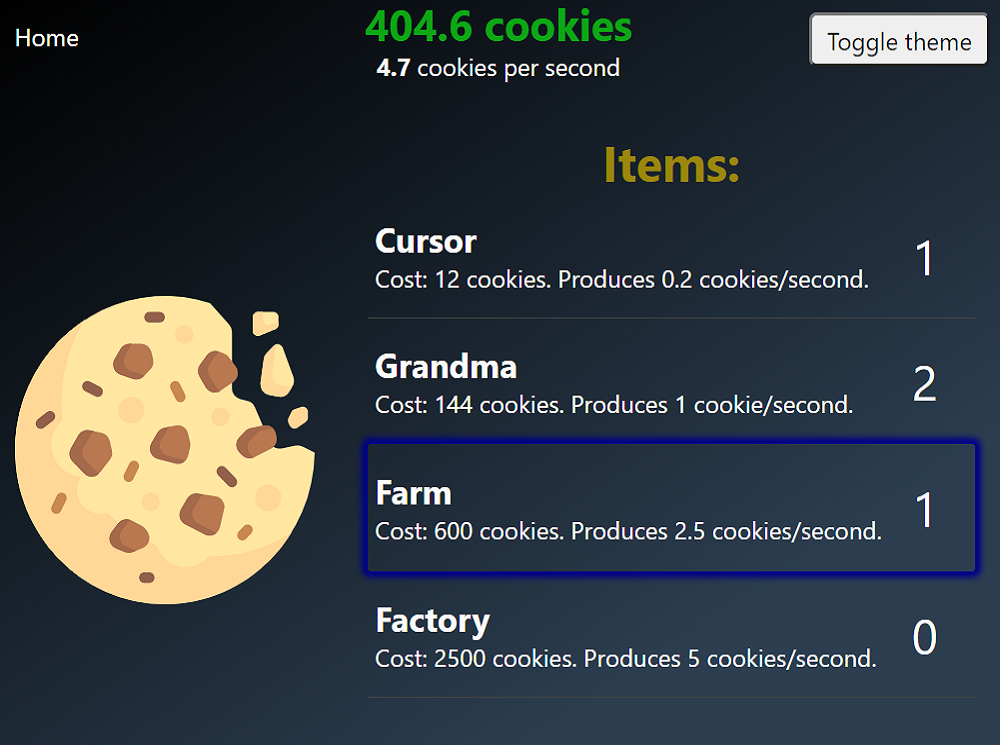 Home
404.6 cookies
Toggle theme
4.7 cookies per second
Items:
Cursor
Cost: 12 cookies. Produces 0.2 cookies/second.
1
Grandma
Cost: 144 cookies. Produces 1 cookie/second.
2
Farm
Cost: 600 cookies. Produces 2.5 cookies/second.
1
Factory
Cost: 2500 cookies. Produces 5 cookies/second.
0